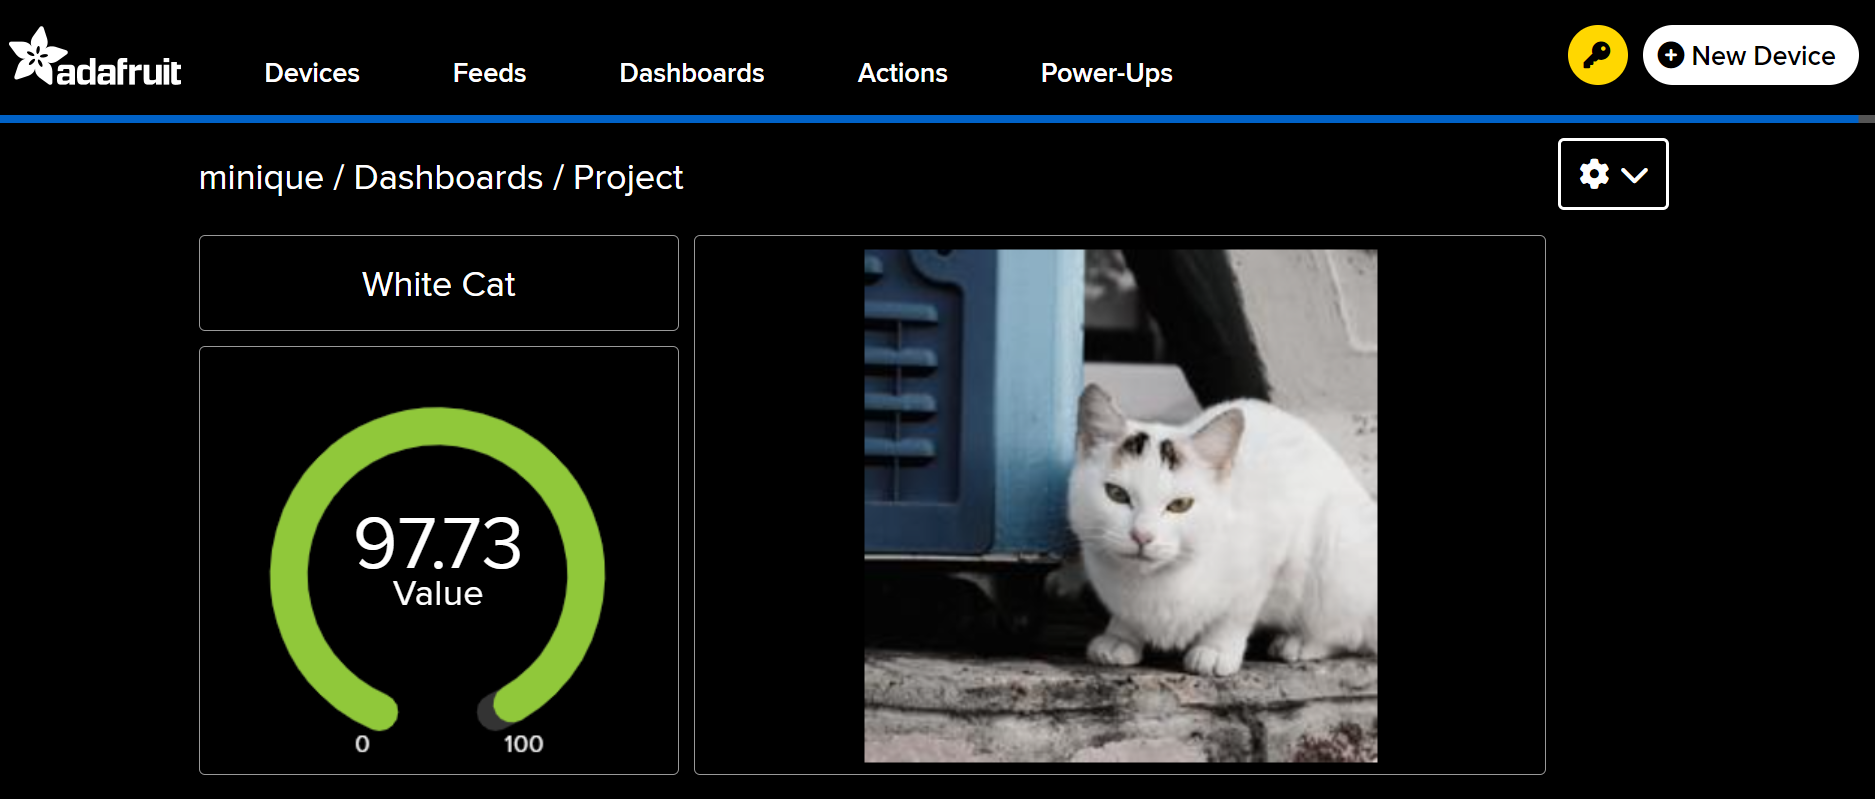 adafruit
Devices Feeds Dashboards Actions Power-Ups
New Device
minique / Dashboards / Project
White Cat
97.73
Value
0 100